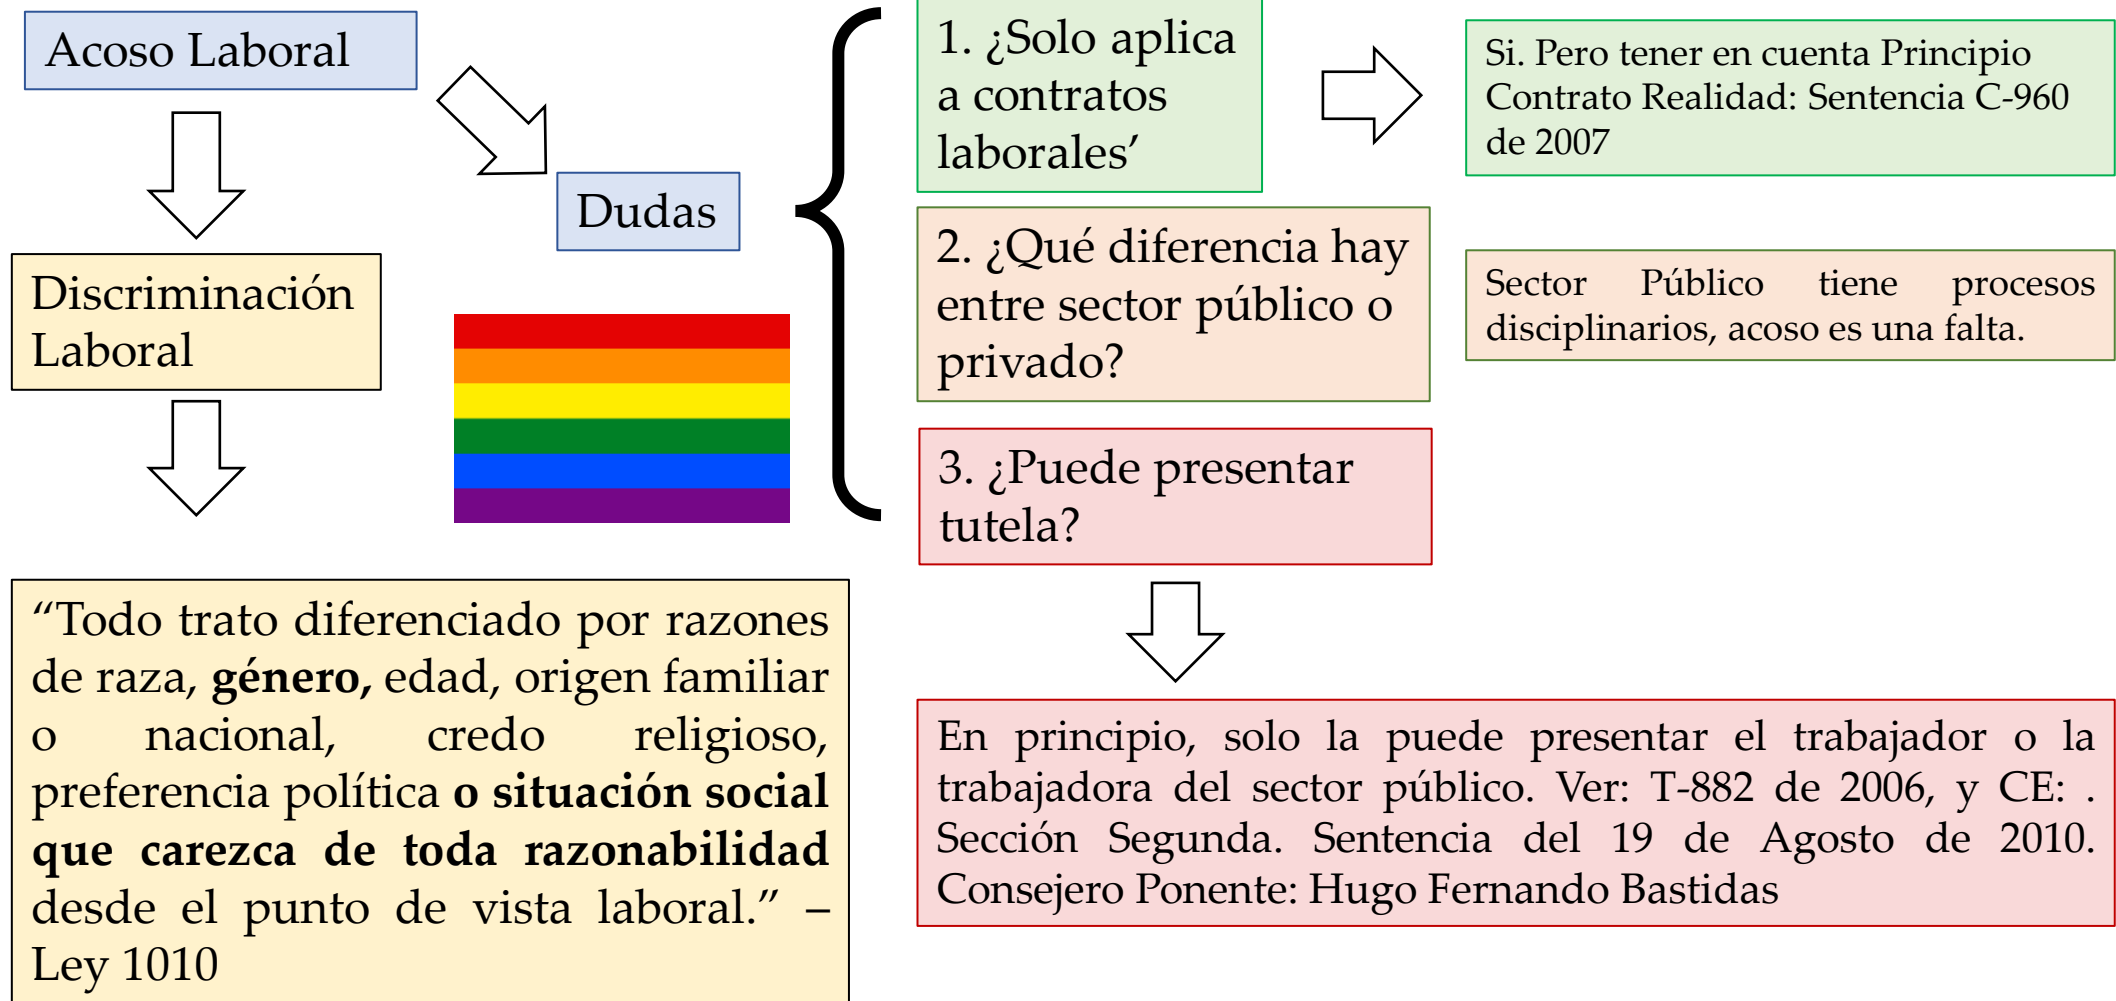 Acoso Laboral
Discriminación
Laboral
“Todo trato diferenciado por razones
de raza, género, edad, origen familiar
o nacional, credo religioso,
preferencia política o situación social
que carezca de toda razonabilidad
desde el punto de vista laboral.” –
Ley 1010
Dudas
1. ¿Solo aplica
a contratos
laborales’
Si. Pero tener en cuenta Principio
Contrato Realidad: Sentencia C-960
de 2007
2. ¿Qué diferencia hay
entre sector público o
privado?
Sector Público tiene procesos
disciplinarios, acoso es una falta.
3. ¿Puede presentar
tutela?
En principio, solo la puede presentar el trabajador o la
trabajadora del sector público. Ver: T-882 de 2006, y CE: .
Sección Segunda. Sentencia del 19 de Agosto de 2010.
Consejero Ponente: Hugo Fernando Bastidas